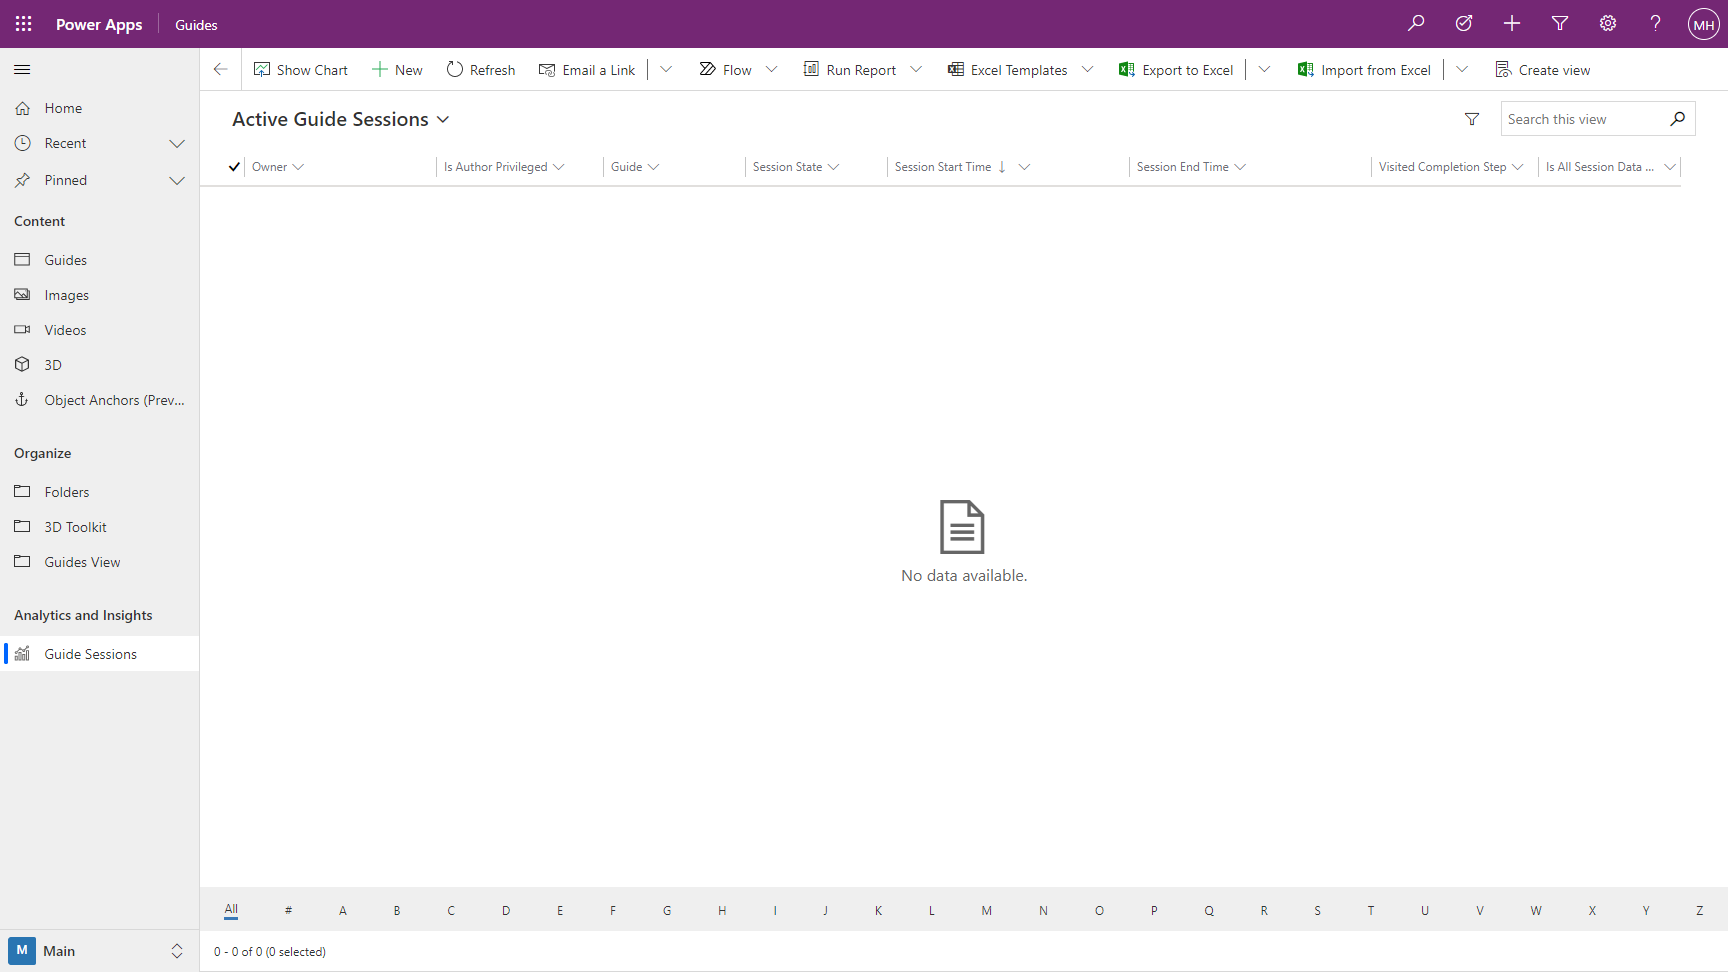 Power Apps
Guides
MH
Show Chart
New
Refresh
Email a Link
Flow
Run Report
Excel Templates
Export to Excel
Import from Excel
Create view
Home
Recent
Pinned
Content
Guides
Images
Videos
3D
Object Anchors (Prev...
Organize
Folders
3D Toolkit
Guides View
Analytics and Insights
Guide Sessions
M Main
Active Guide Sessions
Search this view
Owner
Is Author Privileged
Guide
Session State
Session Start Time
Session End Time
Visited Completion Step
Is All Session Data ...
No data available.
All # A B C D E F G H I J K L M N O P Q R S T U V W X Y Z
0 - 0 of 0 (0 selected)